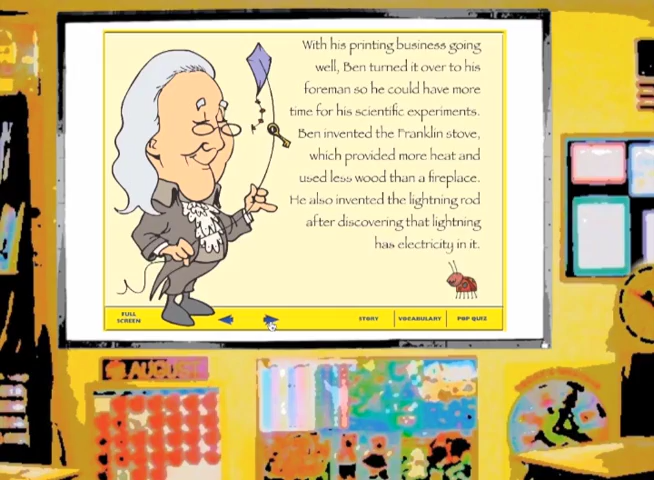 With his printing business going
well, Ben turned it over to his
foreman so he could have more
time for his scientific experiments.
Ben invented the Franklin stove,
which provided more heat and
used less wood than a fireplace.
He also invented the lightning rod
after discovering that lightning
has electricity in it.
FULL
SCREEN
STORY
VOCABULARY
POP QUIZ
AUGUST